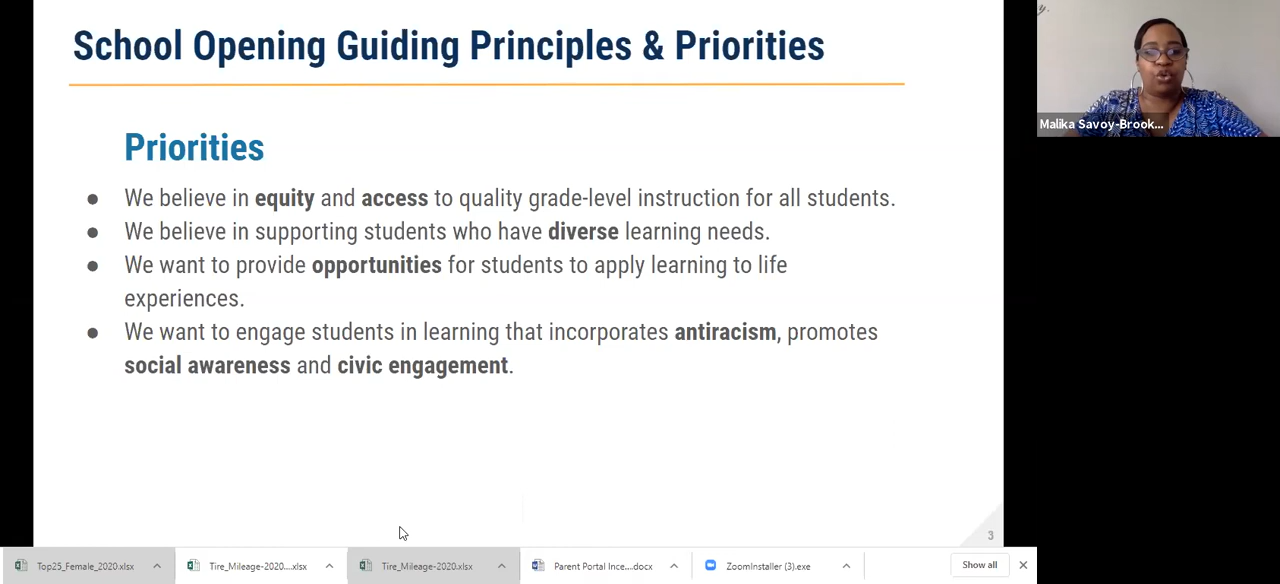 School Opening Guiding Principles & Priorities
Priorities
● We believe in equity and access to quality grade-level instruction for all students.
● We believe in supporting students who have diverse learning needs.
● We want to provide opportunities for students to apply learning to life
experiences.
● We want to engage students in learning that incorporates antiracism, promotes
social awareness and civic engagement.
3
Malika Savoy-Brook...
Top25_Female_2020.xlsx
Tire_Mileage-2020....xlsx
Tire_Mileage-2020.xlsx
Parent Portal Ince....docx
ZoomInstaller (3).exe
Show all